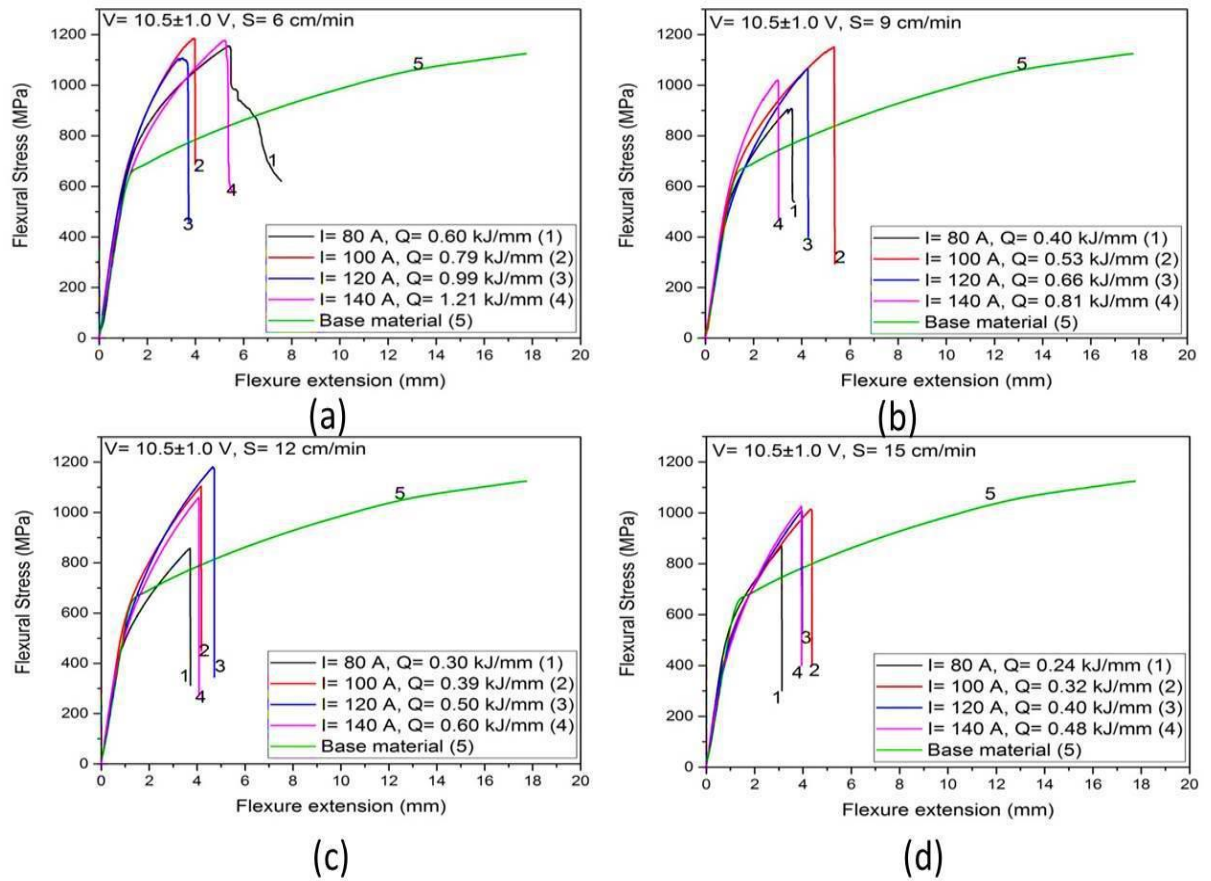 V= 10.5±1.0 V, S= 6 cm/min
1200
1000
800
600
400
200
0
Flexural Stress (MPa)
5
1
2
4
3
I= 80 A, Q= 0.60 kJ/mm (1)
I= 100 A, Q= 0.79 kJ/mm (2)
I= 120 A, Q= 0.99 kJ/mm (3)
I= 140 A, Q= 1.21 kJ/mm (4)
Base material (5)
0 2 4 6 8 10 12 14 16 18 20
Flexure extension (mm)
(a)
V= 10.5±1.0 V, S= 9 cm/min
1200
1000
800
600
400
200
0
Flexural Stress (MPa)
5
4
1
3
2
I= 80 A, Q= 0.40 kJ/mm (1)
I= 100 A, Q= 0.53 kJ/mm (2)
I= 120 A, Q= 0.66 kJ/mm (3)
I= 140 A, Q= 0.81 kJ/mm (4)
Base material (5)
0 2 4 6 8 10 12 14 16 18 20
Flexure extension (mm)
(b)
V= 10.5±1.0 V, S= 12 cm/min
1200
1000
800
600
400
200
0
Flexural Stress (MPa)
5
2
1
3
4
I= 80 A, Q= 0.30 kJ/mm (1)
I= 100 A, Q= 0.39 kJ/mm (2)
I= 120 A, Q= 0.50 kJ/mm (3)
I= 140 A, Q= 0.60 kJ/mm (4)
Base material (5)
0 2 4 6 8 10 12 14 16 18 20
Flexure extension (mm)
(c)
V= 10.5±1.0 V, S= 15 cm/min
1200
1000
800
600
400
200
0
Flexural Stress (MPa)
5
3
4
2
1
I= 80 A, Q= 0.24 kJ/mm (1)
I= 100 A, Q= 0.32 kJ/mm (2)
I= 120 A, Q= 0.40 kJ/mm (3)
I= 140 A, Q= 0.48 kJ/mm (4)
Base material (5)
0 2 4 6 8 10 12 14 16 18 20
Flexure extension (mm)
(d)